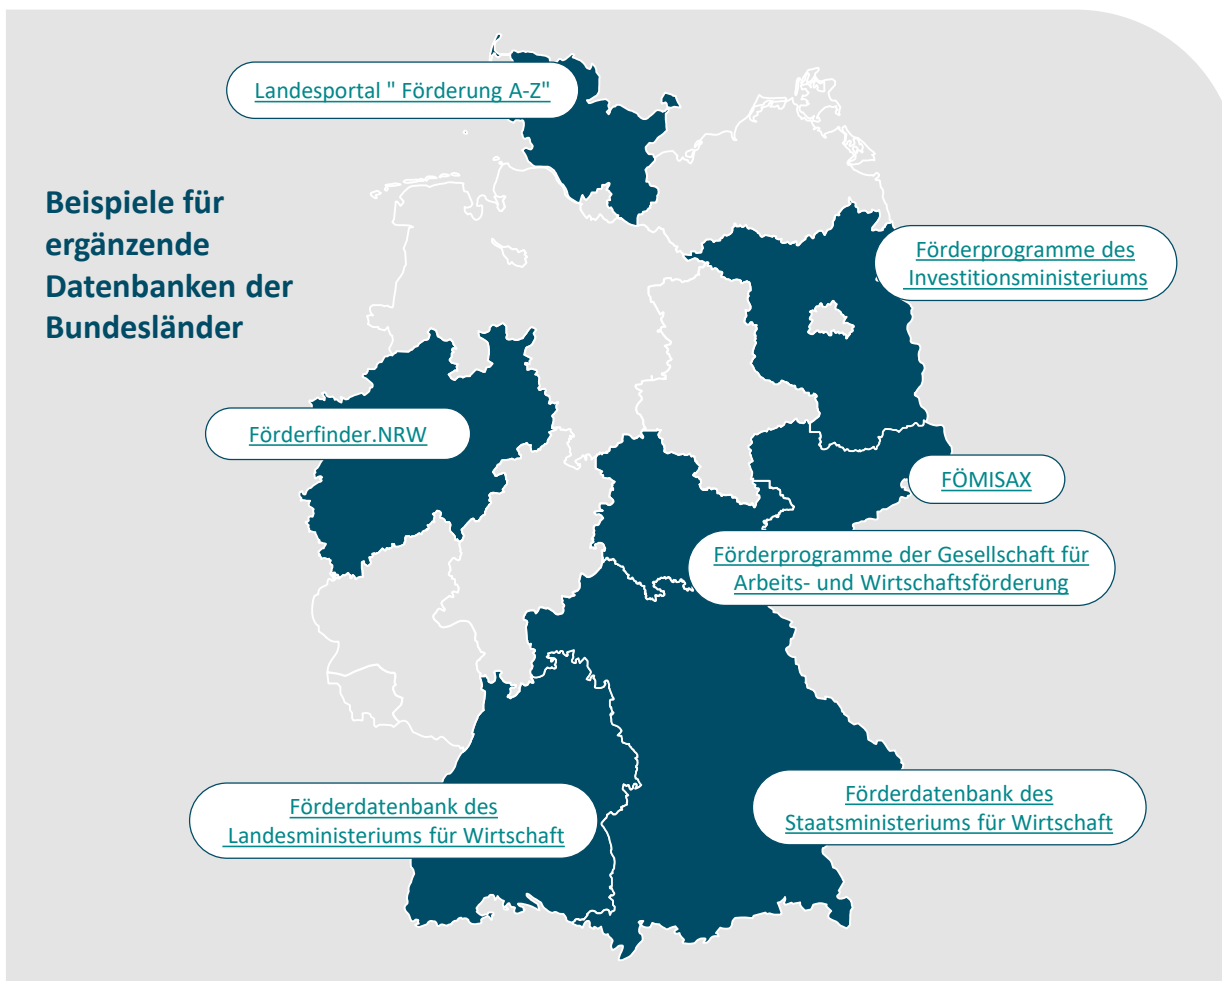 Landesportal " Förderung A-Z"
Beispiele für
ergänzende
Datenbanken der
Bundesländer
Förderprogramme des
Investitionsministeriums
Förderfinder.NRW
FÖMISAX
Förderprogramme der Gesellschaft für
Arbeits- und Wirtschaftsförderung
Förderdatenbank des
Landesministeriums für Wirtschaft
Förderdatenbank des
Staatsministeriums für Wirtschaft